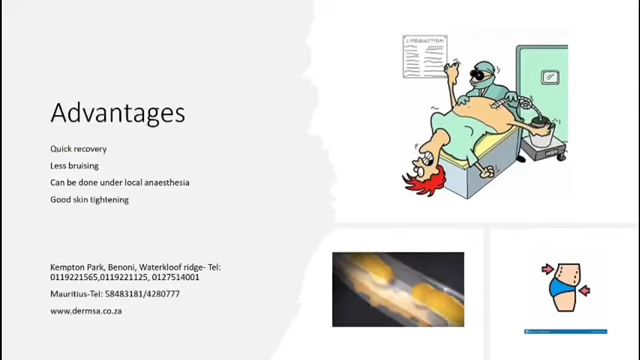 Advantages
Quick recovery
Less bruising
Can be done under local anaesthesia
Good skin tightening
Kempton Park, Benoni, Waterkloof ridge- Tel:
0119221565,0119221125, 0127514001
Mauritius-Tel: 58483181/4280777
www.dermsa.co.za
LIPOSUCTION